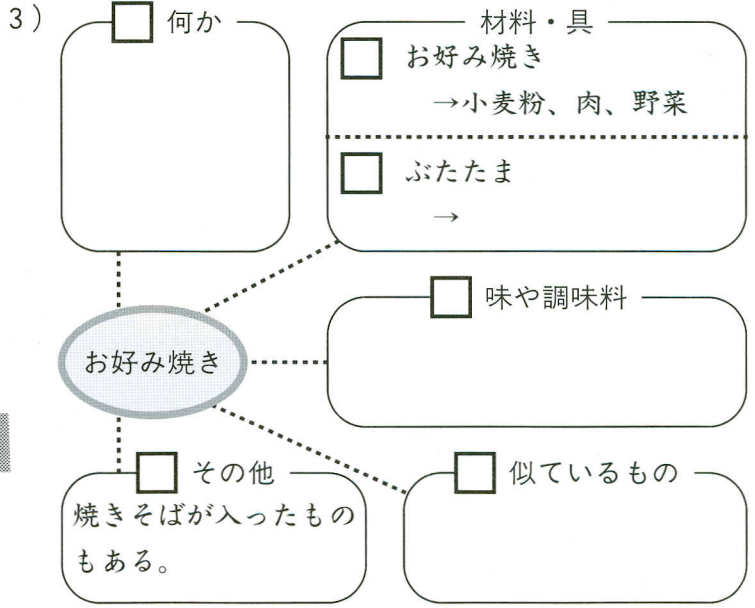 3）
何か
材料・具
お好み焼き
→小麦粉、肉、野菜
ぶたたま
→
味や調味料
お好み焼き
その他
焼きそばが入ったもの
もある。
似ているもの